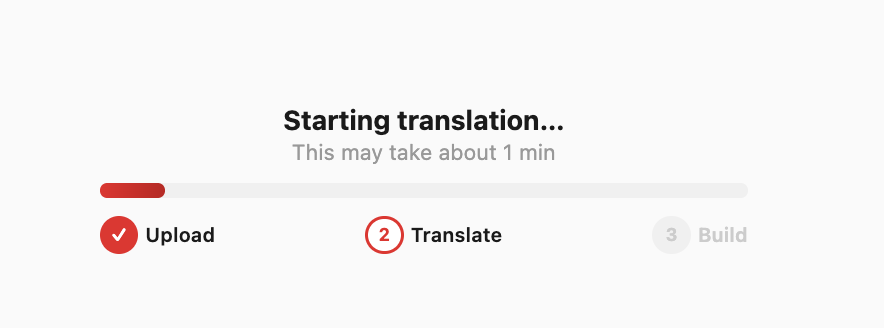 Starting translation...
This may take about 1 min
Upload
2 Translate
3 Build